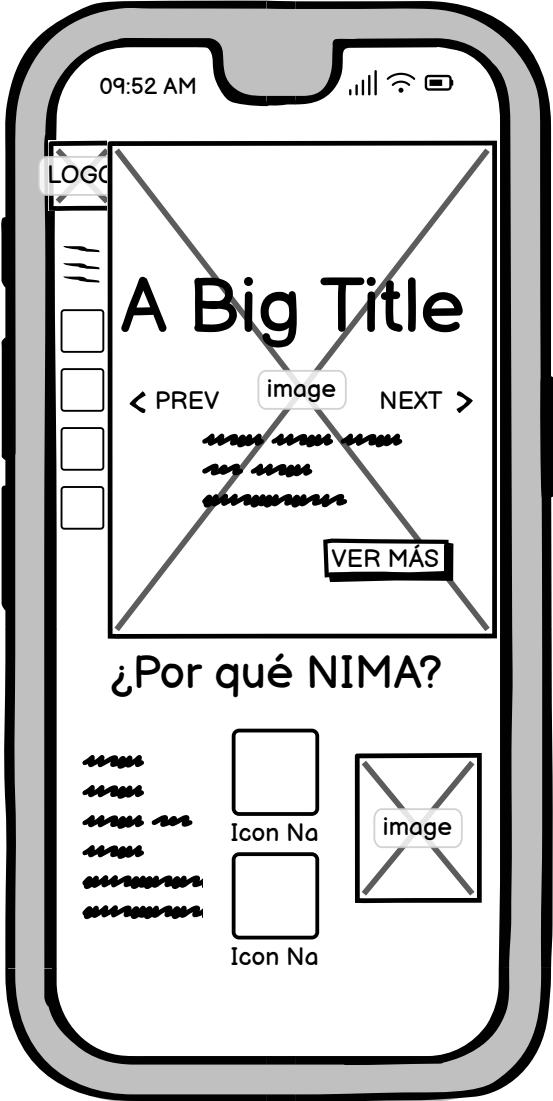 09:52 AM
LOGO
A Big Title
image
PREV
NEXT
VER MÁS
¿Por qué NIMA?
Icon Na
image
Icon Na